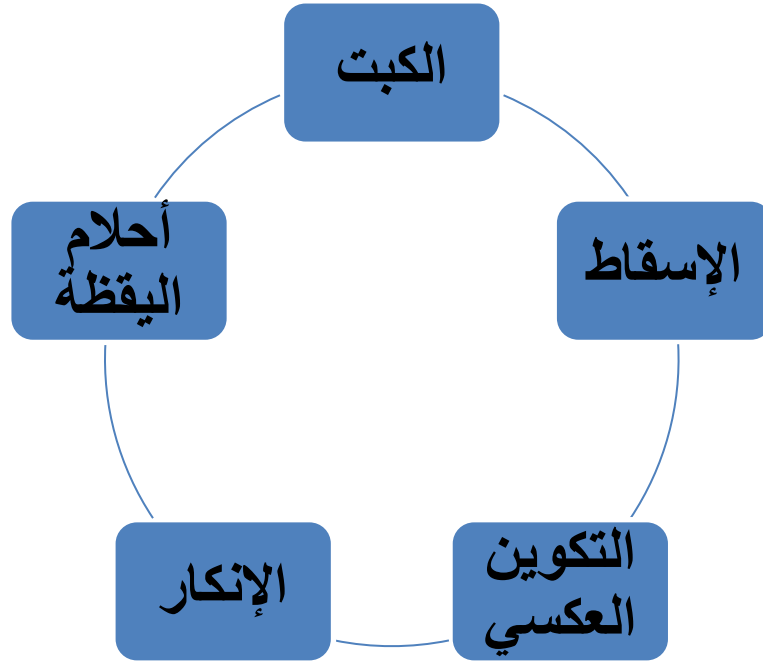 الكبت
الإسقاط
التكوين
العكسي
الإنكار
أحلام
اليقظة